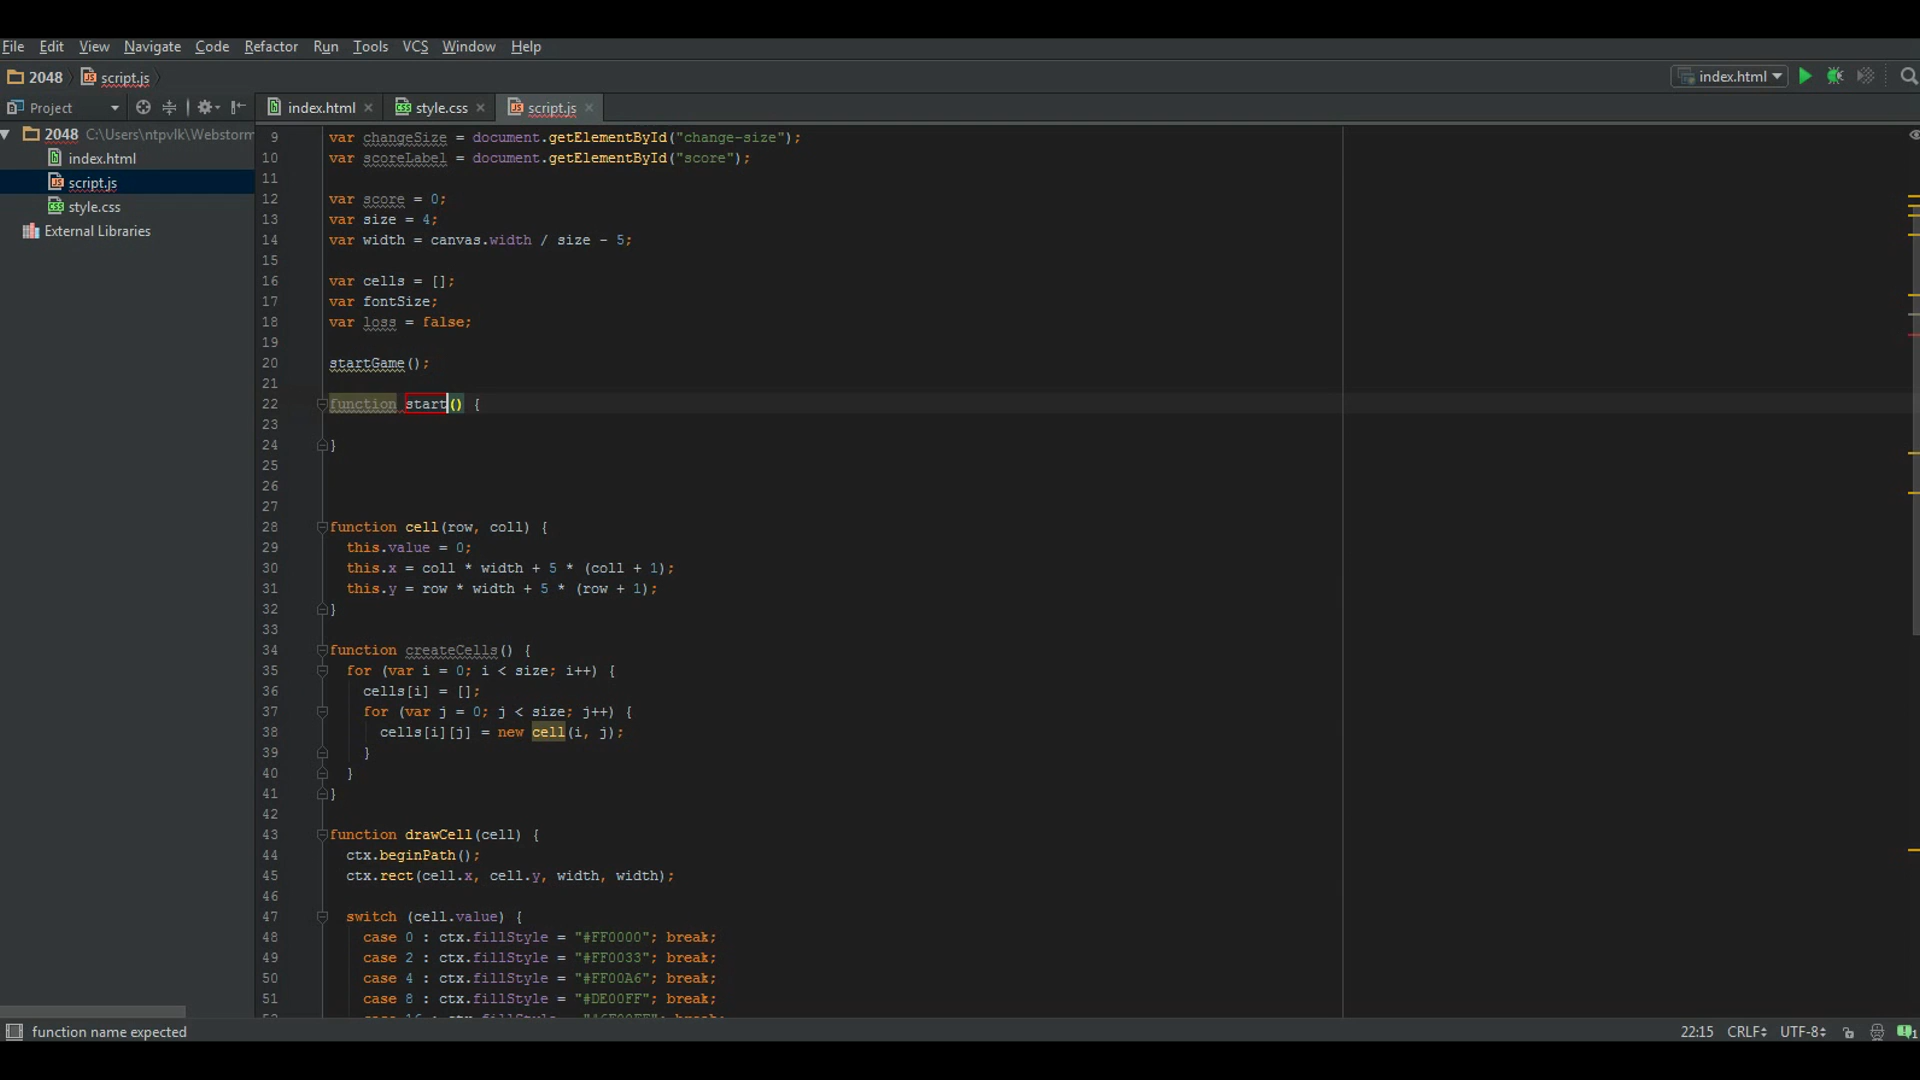 File Edit View Navigate Code Refactor Run Tools VCS Window Help
2048 script.js index.html
Project index.html style.css script.js
2048 C:\Users\ntpvlk\Webstorm
index.html
script.js
style.css
External Libraries
9 var changeSize = document.getElementById("change-size");
10 var scoreLabel = document.getElementById("score");
11
12 var score = 0;
13 var size = 4;
14 var width = canvas.width / size - 5;
15
16 var cells = [];
17 var fontSize;
18 var loss = false;
19
20 startGame();
21
22 function start() {
23
24 }
25
26
27
28 function cell(row, coll) {
29 this.value = 0;
30 this.x = coll * width + 5 * (coll + 1);
31 this.y = row * width + 5 * (row + 1);
32 }
33
34 function createCells() {
35 for (var i = 0; i < size; i++) {
36 cells[i] = [];
37 for (var j = 0; j < size; j++) {
38 cells[i][j] = new cell(i, j);
39 }
40 }
41 }
42
43 function drawCell(cell) {
44 ctx.beginPath();
45 ctx.rect(cell.x, cell.y, width, width);
46
47 switch (cell.value) {
48 case 0 : ctx.fillStyle = "#FF0000"; break;
49 case 2 : ctx.fillStyle = "#FF0033"; break;
50 case 4 : ctx.fillStyle = "#FF00A6"; break;
51 case 8 : ctx.fillStyle = "#DE00FF"; break;
function name expected 22:15 CRLF UTF-8 1